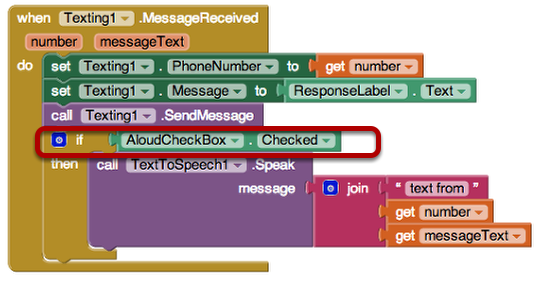 when Texting1 .MessageReceived
number messageText
do set Texting1 . PhoneNumber to get number
set Texting1 . Message to ResponseLabel . Text
call Texting1 .SendMessage
if AloudCheckBox . Checked
then call TextToSpeech1 .Speak
message join " text from "
get number
get messageText